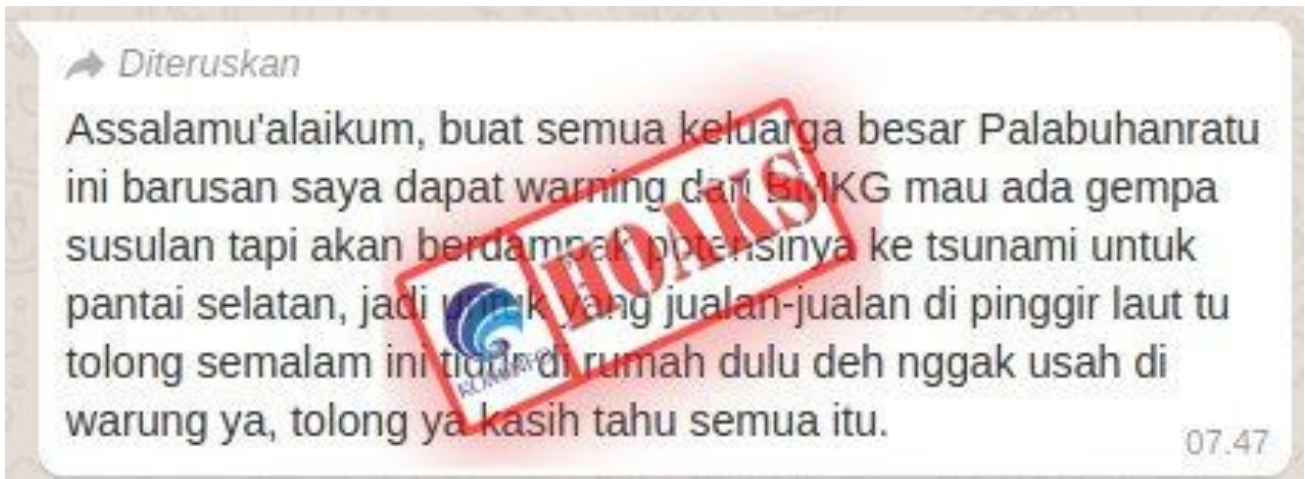 Diteruskan
Assalamu'alaikum, buat semua keluarga besar Palabuhanratu
ini barusan saya dapat warning dari BMKG mau ada gempa
susulan tapi akan berdampak potensinya ke tsunami untuk
pantai selatan, jadi untuk yang jualan-jualan di pinggir laut tu
tolong semalam ini tidur di rumah dulu deh nggak usah di
warung ya, tolong ya kasih tahu semua itu.
07.47
HOAKS
KOMINFO